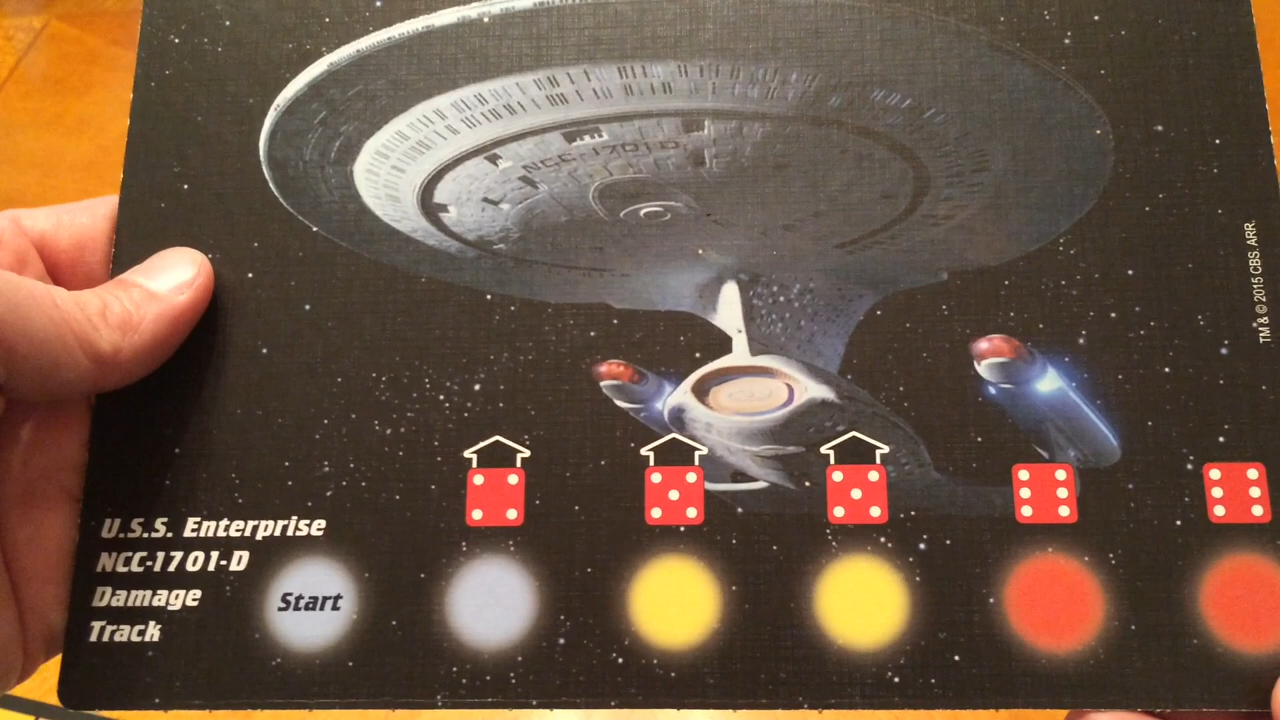 NCC-1701-D
TM & © 2015 CBS. ARR.
U.S.S. Enterprise
NCC-1701-D
Damage
Track
Start